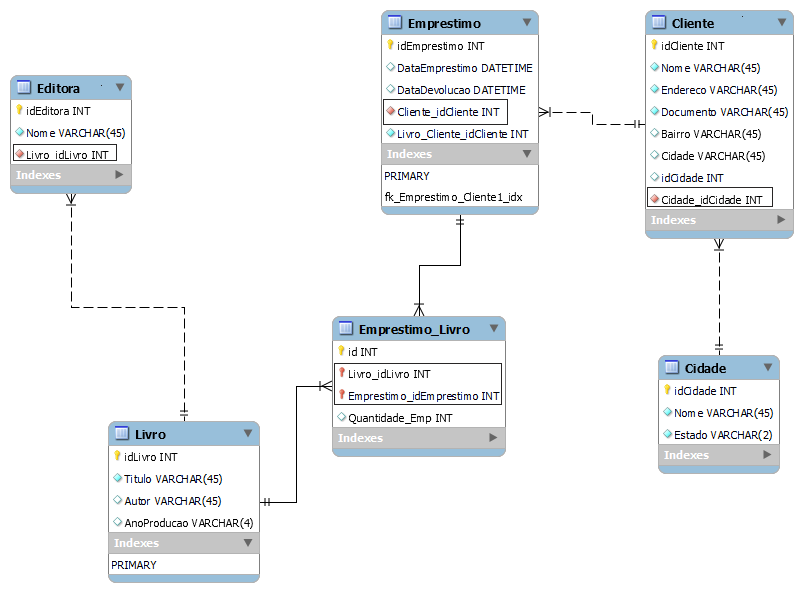 Editora
idEditora INT
Nome VARCHAR(45)
Livro_idLivro INT
Indexes
Emprestimo
idEmprestimo INT
DataEmprestimo DATETIME
DataDevolucao DATETIME
Cliente_idCliente INT
Livro_Cliente_idCliente INT
Indexes
PRIMARY
fk_Emprestimo_Cliente1_idx
Cliente
idCliente INT
Nome VARCHAR(45)
Endereco VARCHAR(45)
Documento VARCHAR(45)
Bairro VARCHAR(45)
Cidade VARCHAR(45)
idCidade INT
Cidade_idCidade INT
Indexes
Emprestimo_Livro
id INT
Livro_idLivro INT
Emprestimo_idEmprestimo INT
Quantidade_Emp INT
Indexes
Cidade
idCidade INT
Nome VARCHAR(45)
Estado VARCHAR(2)
Indexes
Livro
idLivro INT
Titulo VARCHAR(45)
Autor VARCHAR(45)
AnoProducao VARCHAR(4)
Indexes
PRIMARY